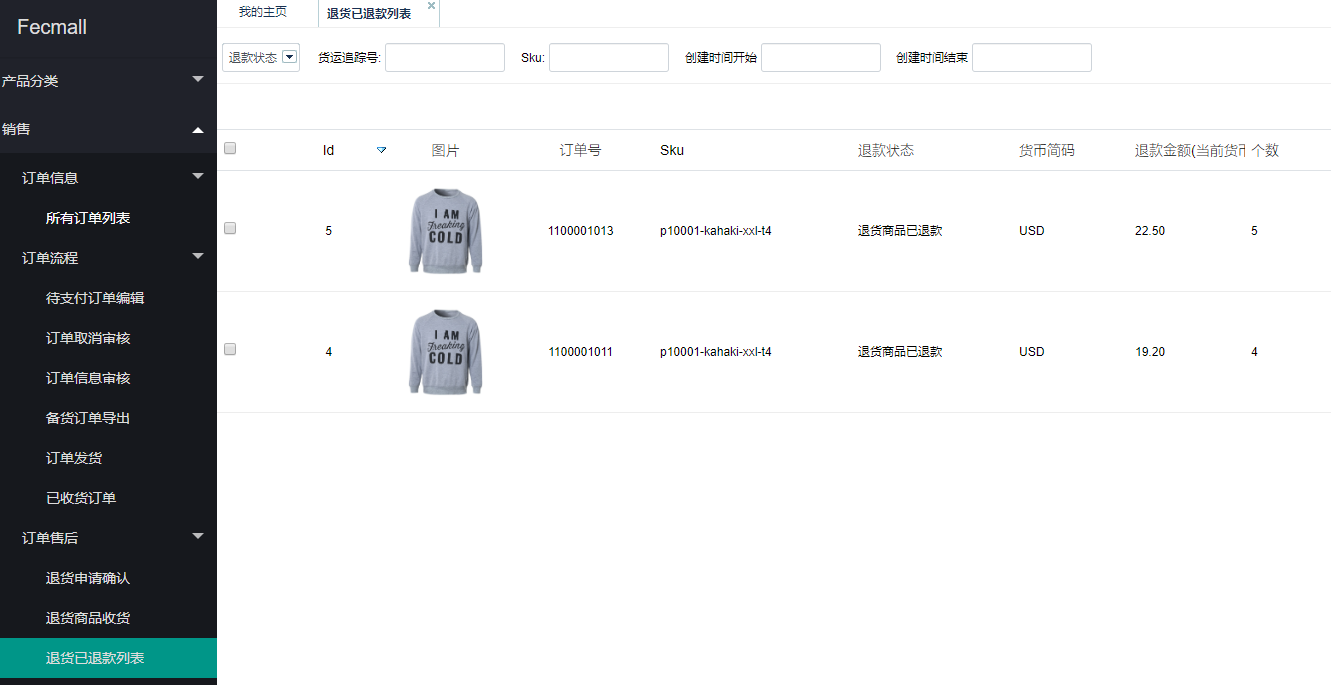 Fecmall
产品分类
销售
订单信息
所有订单列表
订单流程
待支付订单编辑
订单取消审核
订单信息审核
备货订单导出
订单发货
已收货订单
订单售后
退货申请确认
退货商品收货
退货已退款列表
我的主页 退货已退款列表
退款状态 货运追踪号: Sku: 创建时间开始 创建时间结束
Id 图片 订单号 Sku 退款状态 货币简码 退款金额(当前货币 个数
5 1100001013 p10001-kahaki-xxl-t4 退货商品已退款 USD 22.50 5
I AM
Freaking
COLD
4 1100001011 p10001-kahaki-xxl-t4 退货商品已退款 USD 19.20 4
I AM
Freaking
COLD